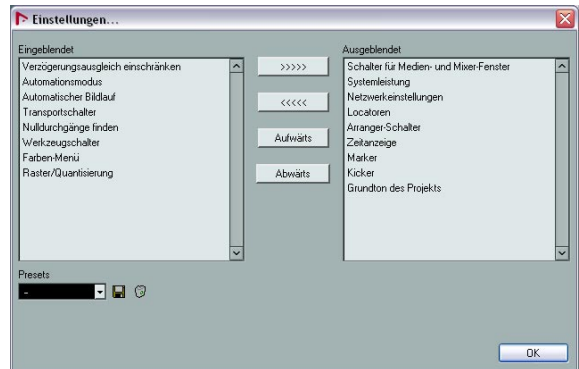 Einstellungen...
Eingeblendet
Verzögerungsausgleich einschränken
Automationsmodus
Automatischer Bildlauf
Transportschalter
Nulldurchgänge finden
Werkzeugschalter
Farben-Menü
Raster/Quantisierung
>>>>>
<<<<<
Aufwärts
Abwärts
Ausgeblendet
Schalter für Medien- und Mixer-Fenster
Systemleistung
Netzwerkeinstellungen
Locatoren
Arranger-Schalter
Zeitanzeige
Marker
Kicker
Grundton des Projekts
Presets
-
OK